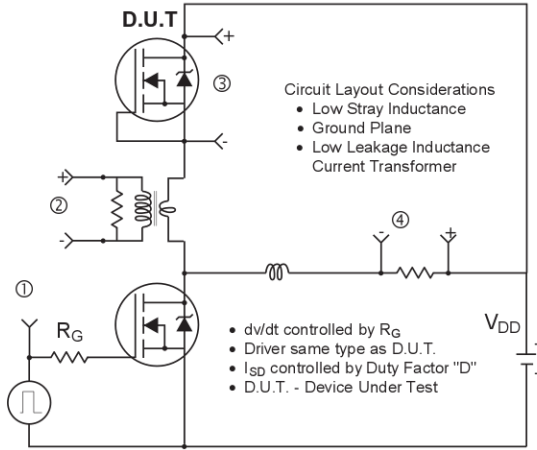 D.U.T
+
③
-
Circuit Layout Considerations
• Low Stray Inductance
• Ground Plane
• Low Leakage Inductance
Current Transformer
+
②
-
④
-
+
①
RG
• dv/dt controlled by RG
• Driver same type as D.U.T.
• ISD controlled by Duty Factor "D"
• D.U.T. - Device Under Test
VDD
+
-